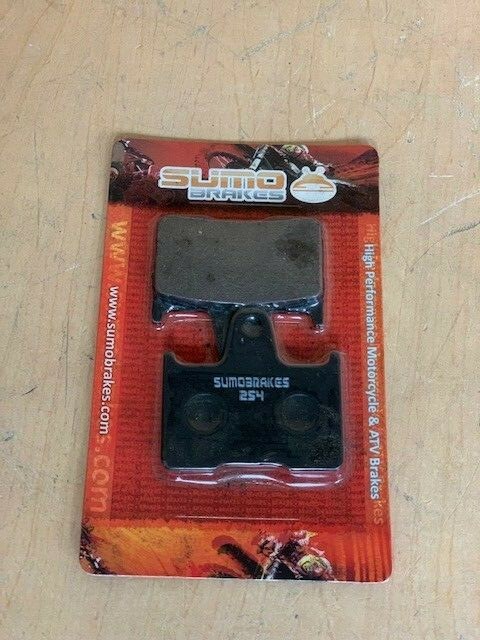 SUMO
BRAKES
www.sumobrakes.com
High Performance Motorcycle & ATV Brakes
SUMOBRAKES
254